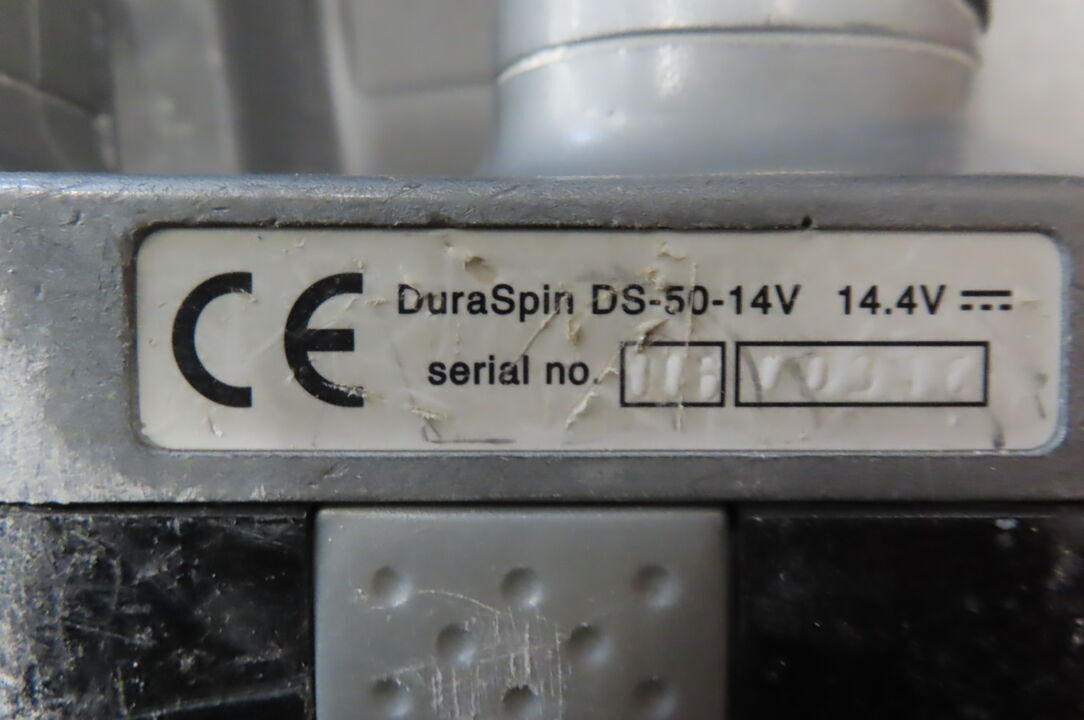 CE DuraSpin DS-50-14V 14.4V
serial no.